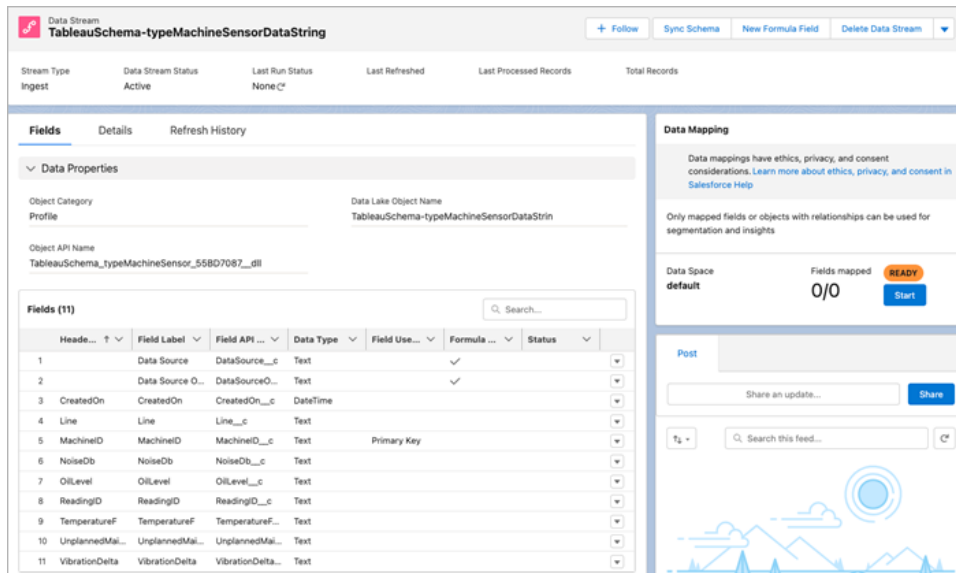 Data Stream
TableauSchema-typeMachineSensorDataString
+ Follow Sync Schema New Formula Field Delete Data Stream
Stream Type Data Stream Status Last Run Status Last Refreshed Last Processed Records Total Records
Ingest Active None
Fields Details Refresh History
Data Properties
Object Category Data Lake Object Name
Profile TableauSchema-typeMachineSensorDataStrin
Object API Name
TableauSchema_typeMachineSensor_55BD7087__dll
Fields (11) Search...
Heade... Field Label Field API ... Data Type Field Use... Formula ... Status
1 Data Source DataSource__c Text
2 Data Source O... DataSourceO... Text
3 CreatedOn CreatedOn CreatedOn__c DateTime
4 Line Line Line__c Text
5 MachineID MachineID MachineID__c Text Primary Key
6 NoiseDb NoiseDb NoiseDb__c Text
7 OilLevel OilLevel OilLevel__c Text
8 ReadingID ReadingID ReadingID__c Text
9 TemperatureF TemperatureF TemperatureF... Text
10 UnplannedMai... UnplannedMai... UnplannedMai... Text
11 VibrationDelta VibrationDelta VibrationDelta... Text
Data Mapping
Data mappings have ethics, privacy, and consent
considerations. Learn more about ethics, privacy, and consent in
Salesforce Help
Only mapped fields or objects with relationships can be used for
segmentation and insights
Data Space Fields mapped READY
default 0/0 Start
Post
Share an update... Share
Search this feed...